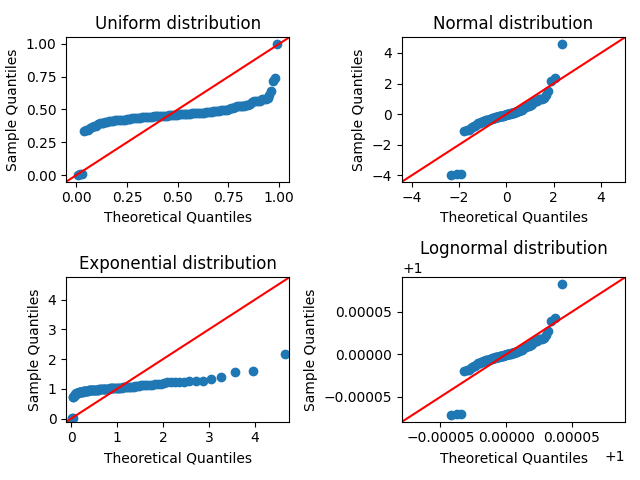 Uniform distribution
1.00
0.75
0.50
0.25
0.00
Sample Quantiles
0.00 0.25 0.50 0.75 1.00
Theoretical Quantiles
Normal distribution
4
2
0
−2
−4
Sample Quantiles
−4 −2 0 2 4
Theoretical Quantiles
Exponential distribution
4
3
2
1
0
Sample Quantiles
0 1 2 3 4
Theoretical Quantiles
Lognormal distribution
+1
0.00005
0.00000
−0.00005
Sample Quantiles
−0.00005 0.00000 0.00005
Theoretical Quantiles +1